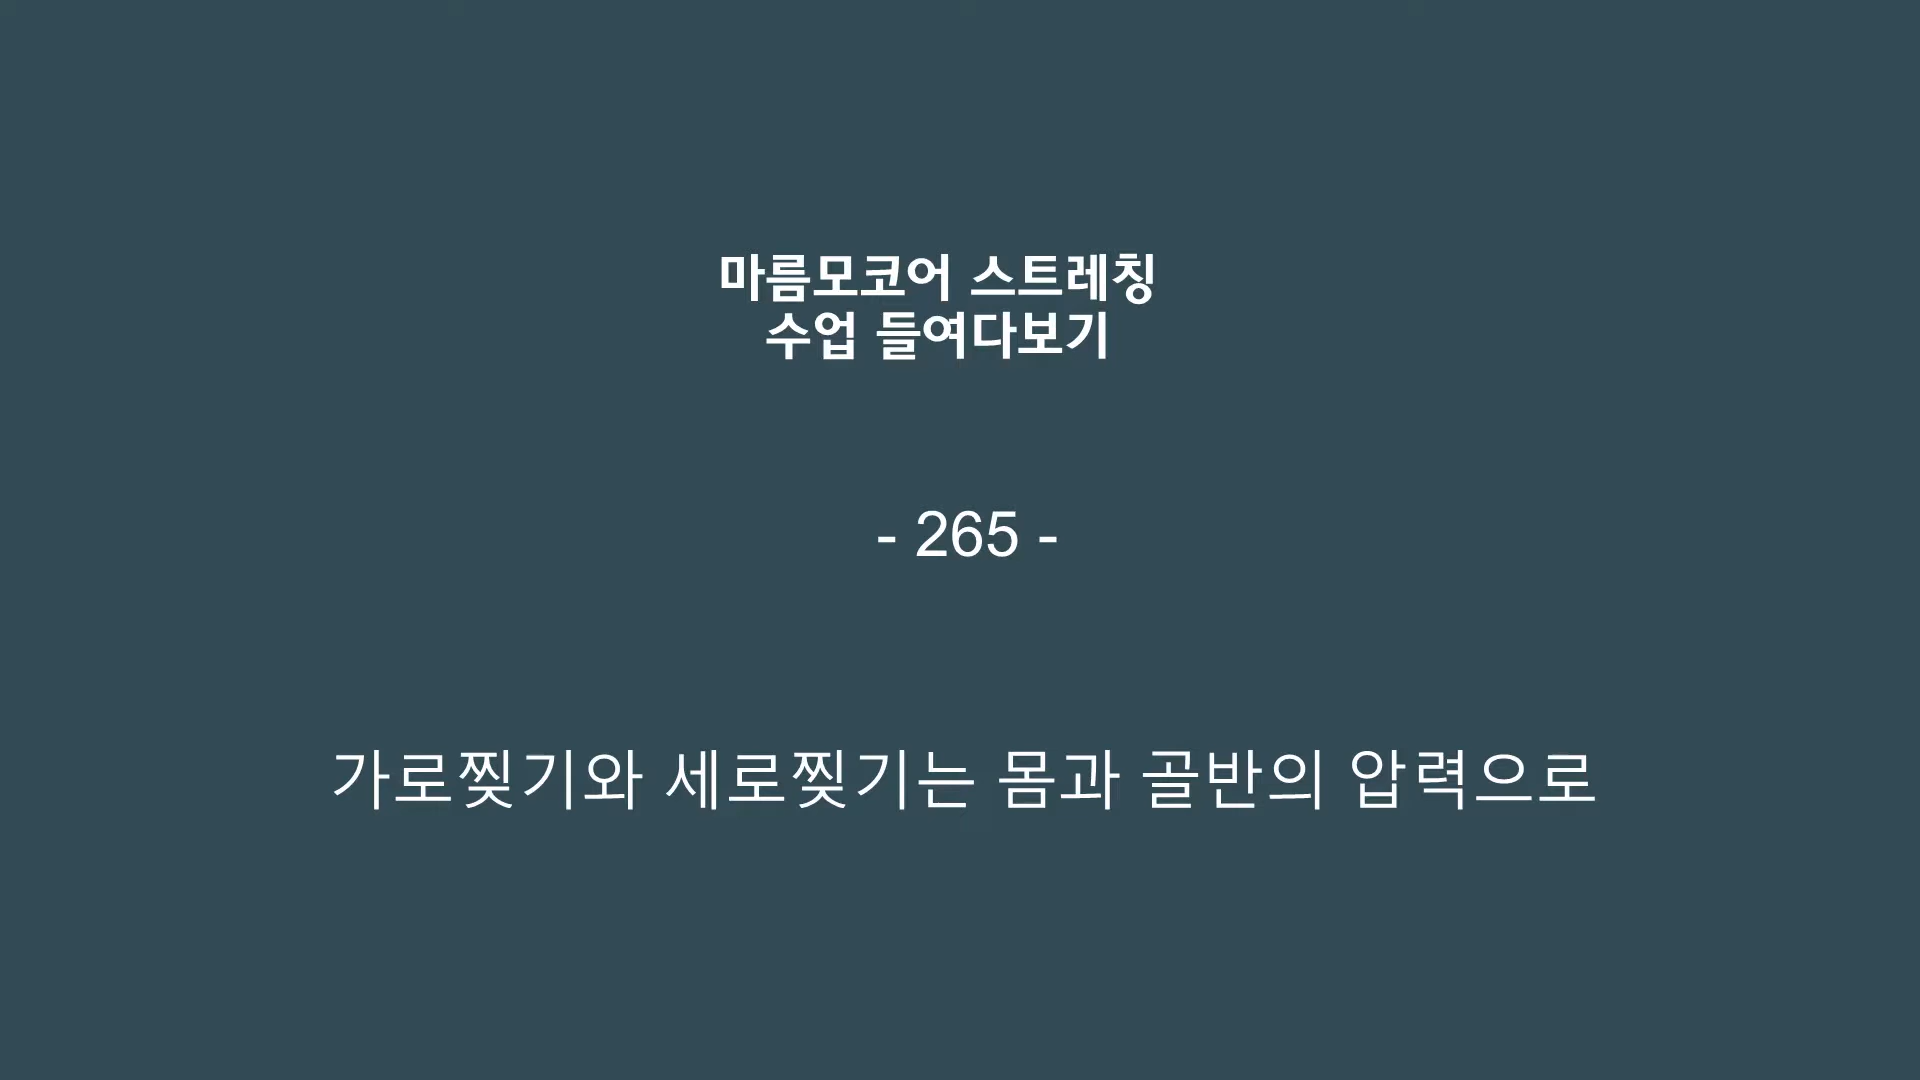 마름모코어 스트레칭
수업 들여다보기
- 265 -
가로찢기와 세로찢기는 몸과 골반의 압력으로